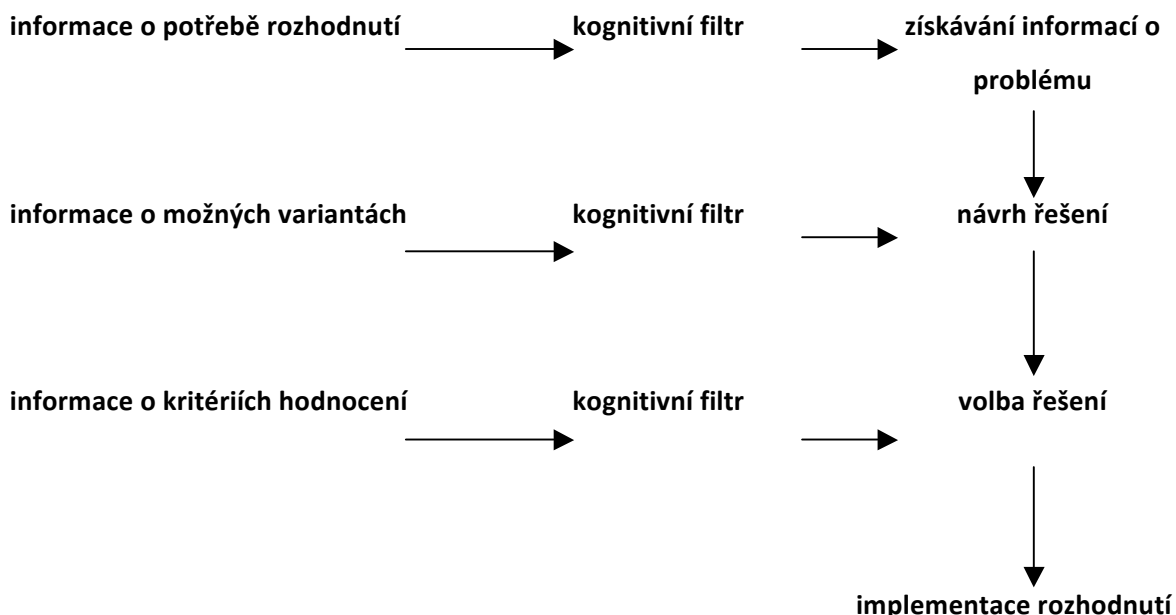 informace o potřebě rozhodnutí kognitivní filtr získávání informací o
problému
informace o možných variantách kognitivní filtr návrh řešení
informace o kritériích hodnocení kognitivní filtr volba řešení
implementace rozhodnutí